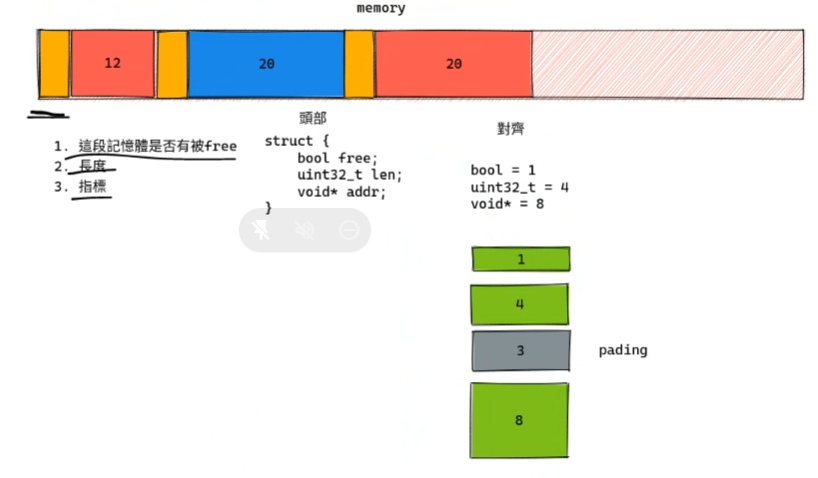 memory
12
20
20
1. 這段記憶體是否有被free
2. 長度
3. 指標
頭部
struct {
bool free;
uint32_t len;
void* addr;
}
對齊
bool = 1
uint32_t = 4
void* = 8
1
4
3
pading
8